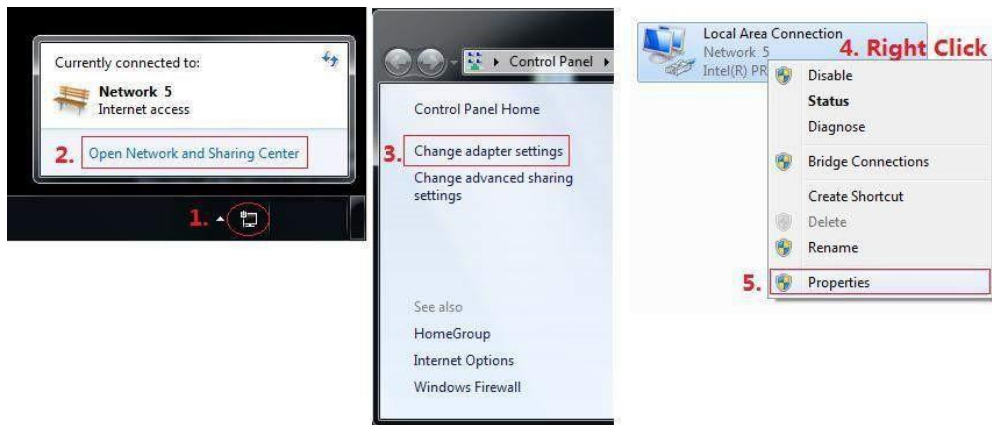 Currently connected to:
Network 5
Internet access
2. Open Network and Sharing Center
1.
Control Panel
Control Panel Home
3. Change adapter settings
Change advanced sharing
settings
See also
HomeGroup
Internet Options
Windows Firewall
Local Area Connection
Network 5
4. Right Click
Intel(R) PR
Disable
Status
Diagnose
Bridge Connections
Create Shortcut
Delete
Rename
5. Properties